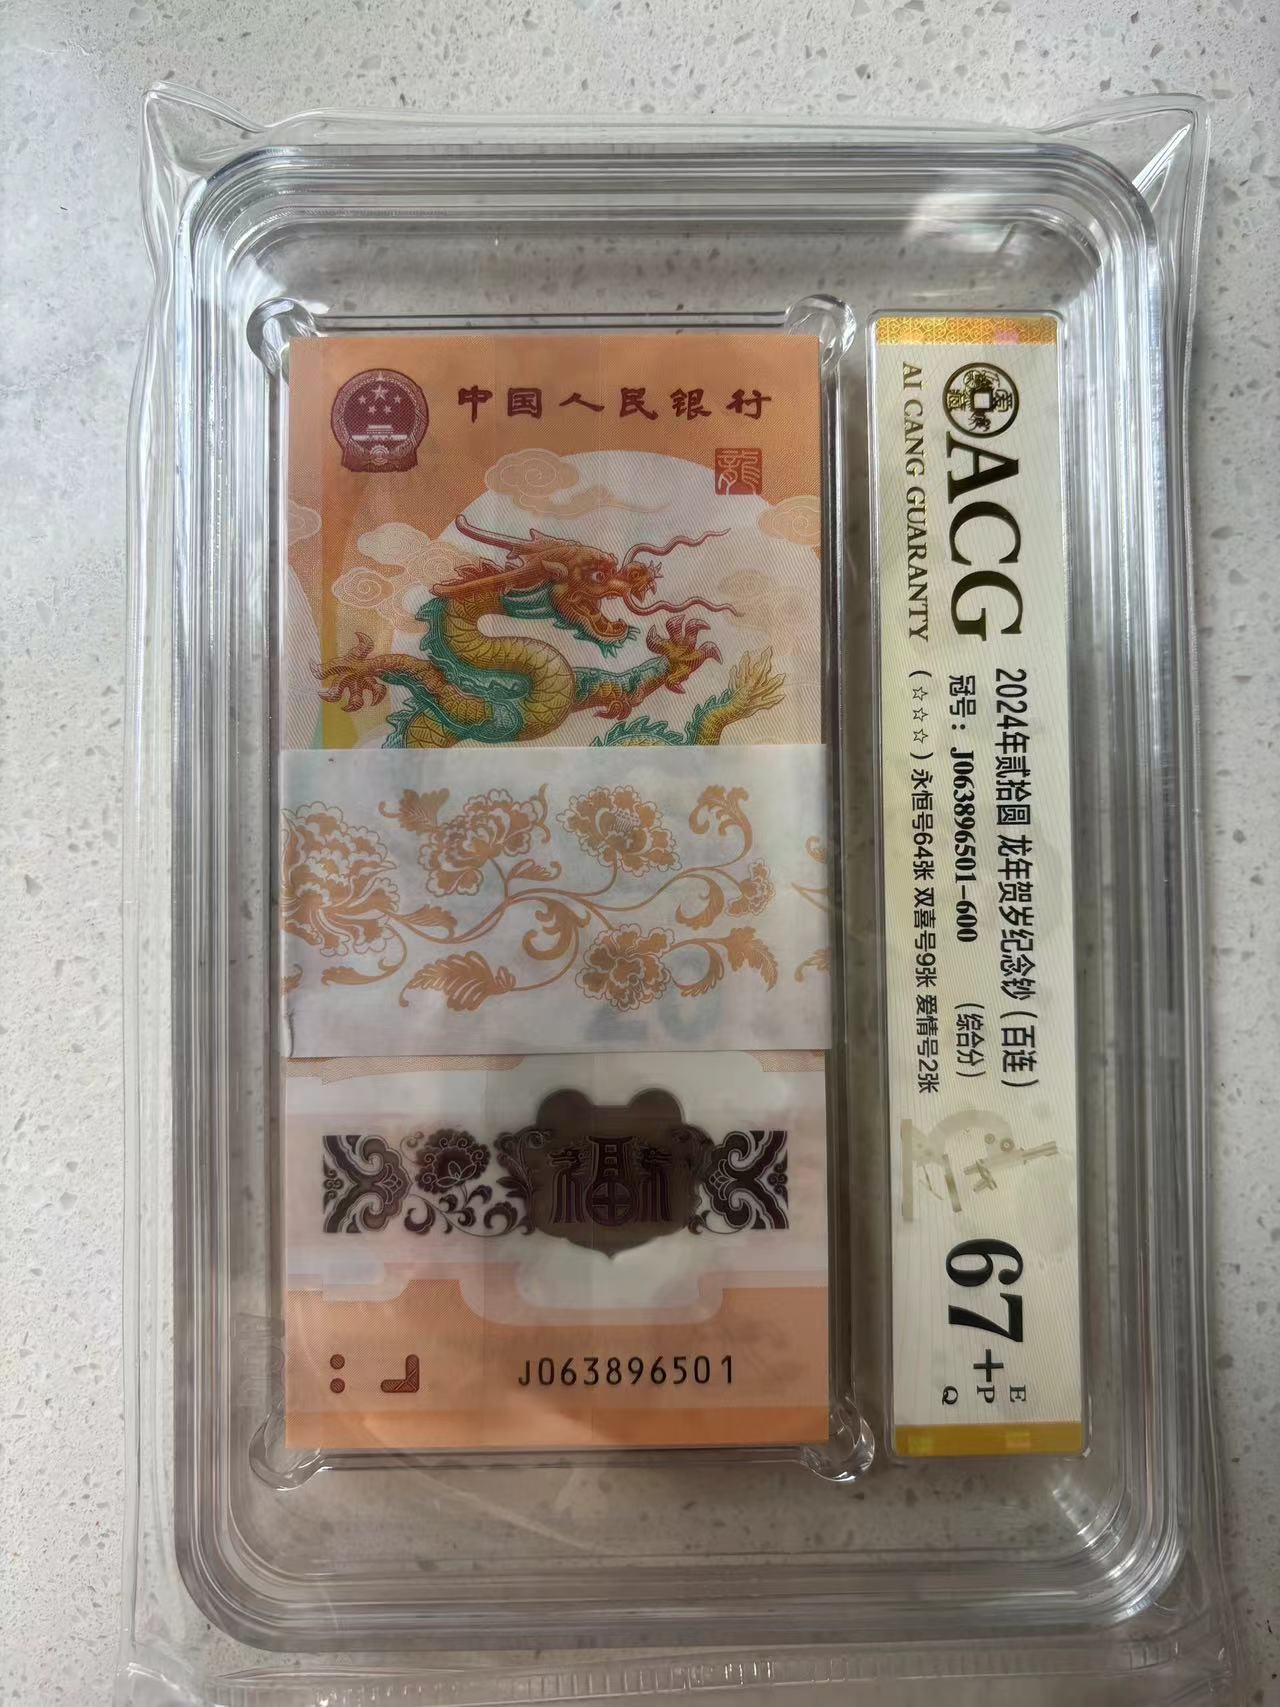 中国人民银行
龍
20
福
J063896501
ACG
AI CANG GUARANTY
2024年贰拾圆 龙年贺岁纪念钞（百连）
冠号：J063896501-600 （综合分）
（☆☆☆）永恒号64张 双喜号9张 爱情号2张
67+
E
P
Q